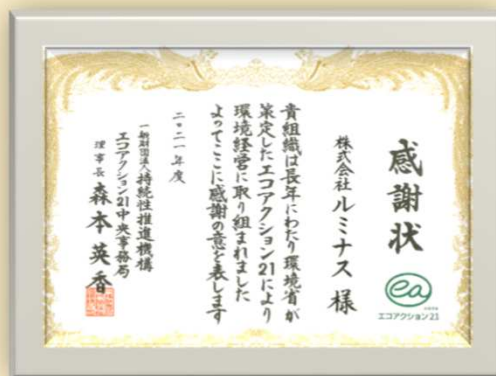 感謝状
ea
エコアクション21
株式会社 ルミナス 様
貴組織は長年にわたり環境省が
策定したエコアクション21により
環境経営に取り組まれました
よってここに感謝の意を表します
二〇二一年度
一般財団法人 持続性推進機構
エコアクション21中央事務局
理事長 森本英香